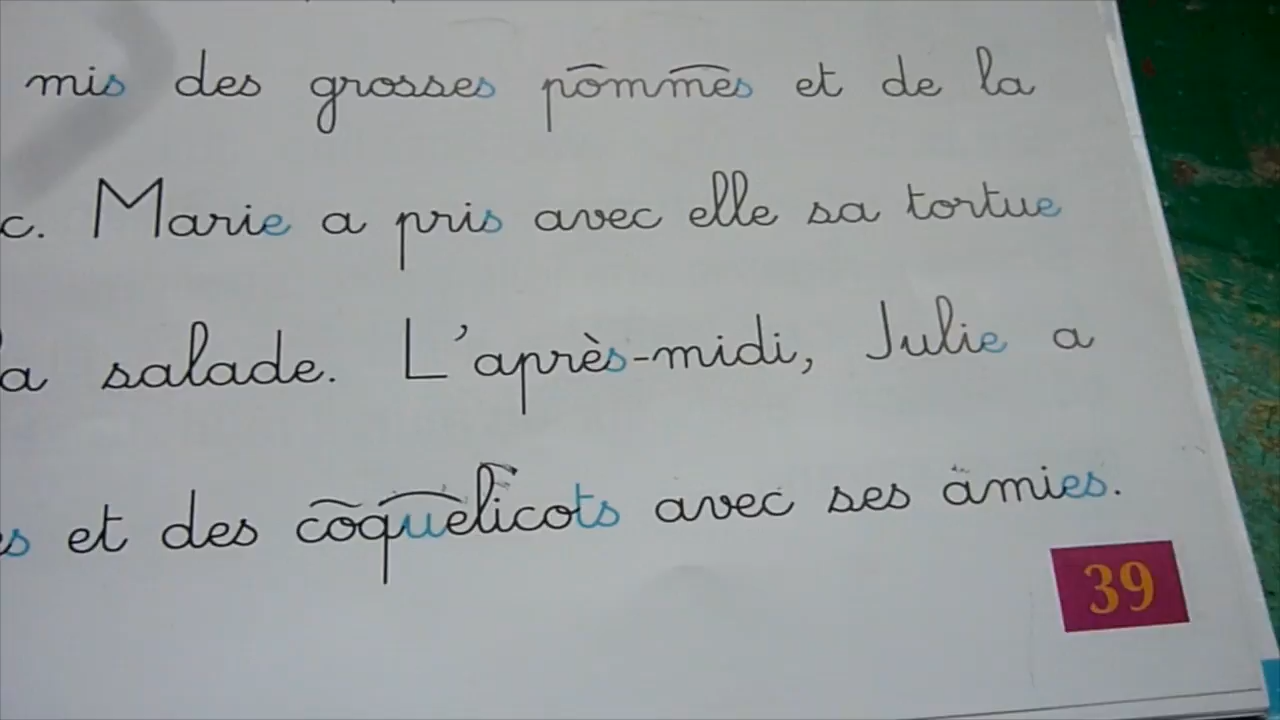 mis des grosses pommes et de la
c. Marie a pris avec elle sa tortue
a salade. L'après-midi, Julie a
s et des coquelicots avec ses amies.
39